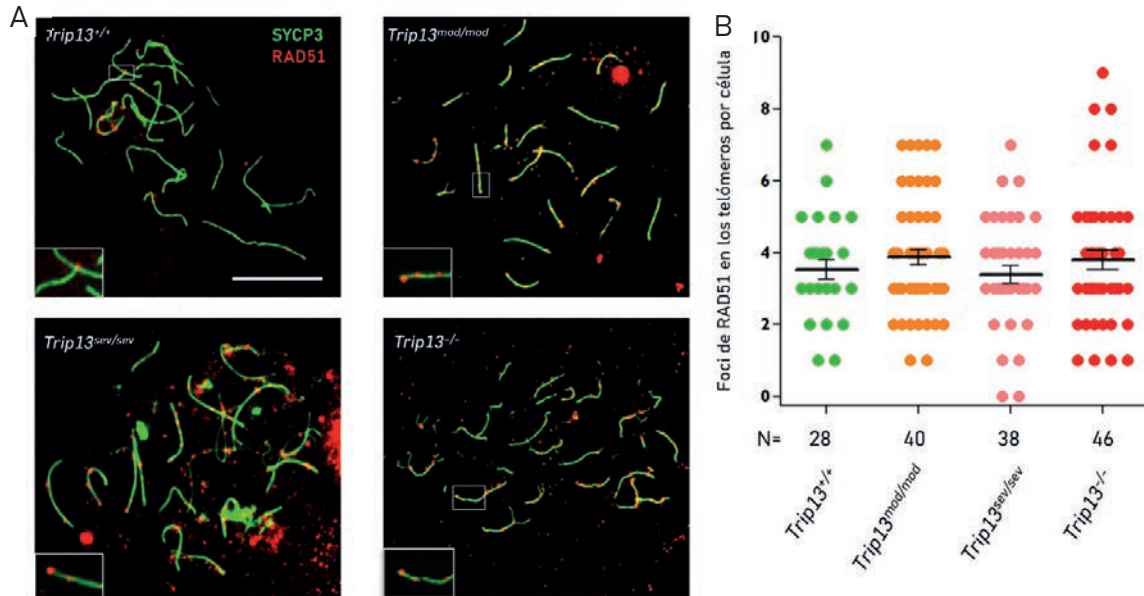 A
Trip13+/+
SYCP3
RAD51
Trip13mod/mod
Trip13sev/sev
Trip13-/-
B
Foci de RAD51 en los telómeros por célula
10
8
6
4
2
0
N= 28 40 38 46
Trip13+/+
Trip13mod/mod
Trip13sev/sev
Trip13-/-